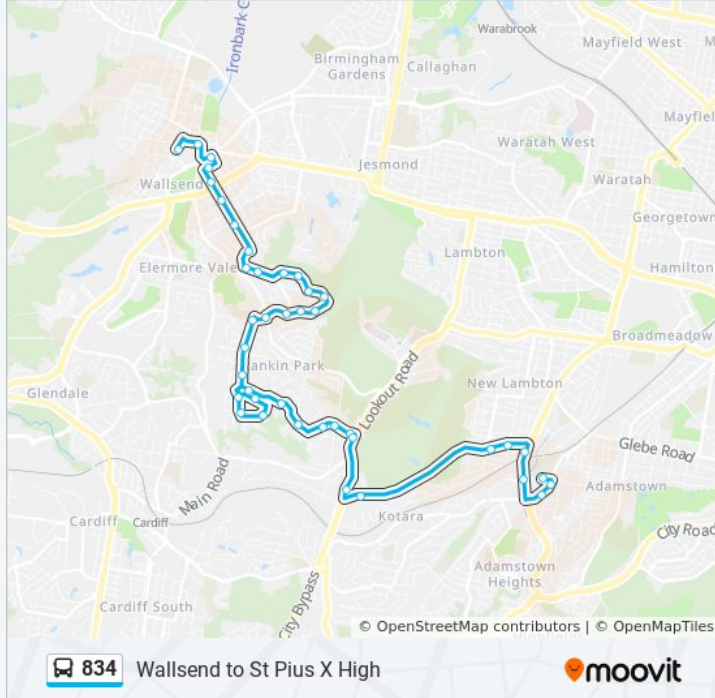 Ironbark C
Warabrook
Mayfield West
M
Birmingham
Gardens
Callaghan
Mayfiel
Waratah West
Jesmond
Waratah
Wallsend
Georgetown
Lambton
Elermore Vale
Hamilton
Broadmeadow
Rankin Park
Glendale
Lookout Road
New Lambton
Glebe Road
Main Road
Adamstown
Cardiff
Cardiff
Kotara
City Road
Adamstown
Heights
City Bypass
Cardiff South
© OpenStreetMap contributors | © OpenMapTiles
834 Wallsend to St Pius X High
moovit